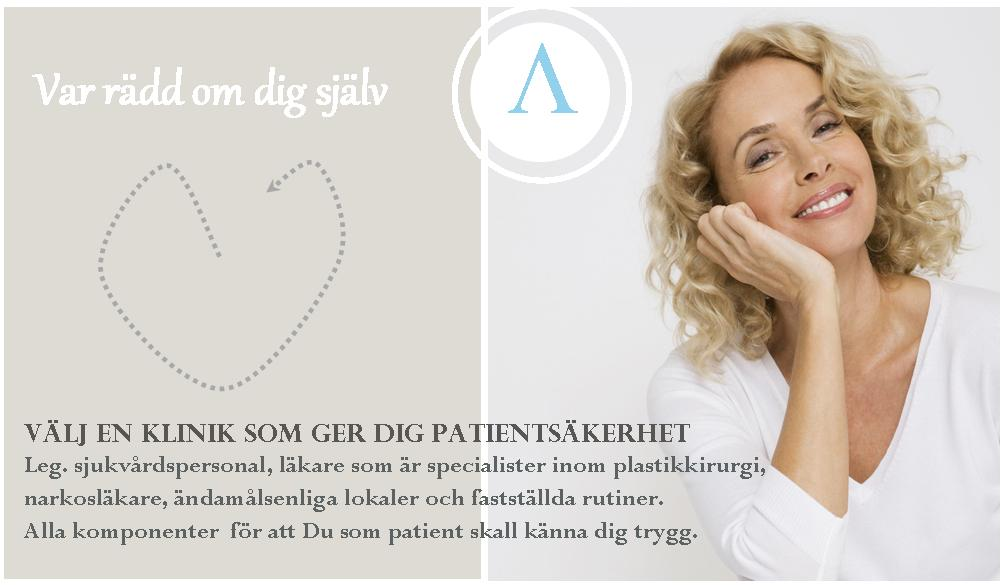 Var rädd om dig själv
Λ
VÄLJ EN KLINIK SOM GER DIG PATIENTSÄKERHET
Leg. sjukvårdspersonal, läkare som är specialister inom plastikkirurgi,
narkosläkare, ändamålsenliga lokaler och fastställda rutiner.
Alla komponenter för att Du som patient skall känna dig trygg.